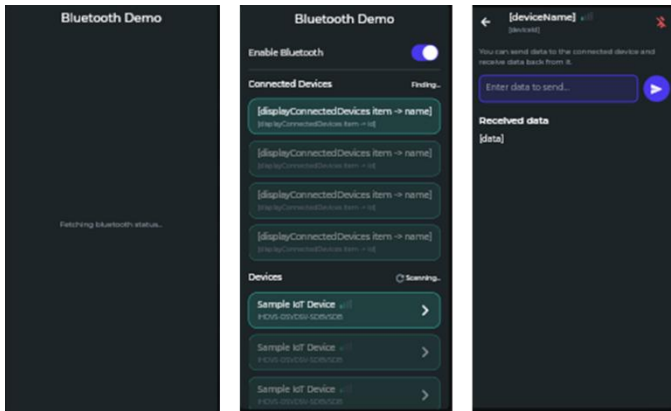 Bluetooth Demo
Fetching bluetooth status...
Bluetooth Demo
Enable Bluetooth
Connected Devices Finding...
[displayConnectedDevices item -> name]
[displayConnectedDevices item -> id]
[displayConnectedDevices item -> name]
[displayConnectedDevices item -> id]
[displayConnectedDevices item -> name]
[displayConnectedDevices item -> id]
[displayConnectedDevices item -> name]
[displayConnectedDevices item -> id]
Devices Scanning...
Sample IoT Device
Sample IoT Device
Sample IoT Device
[deviceName]
[deviceId]
You can send data to the connected device and
receive data back from it.
Enter data to send...
Received data
[data]